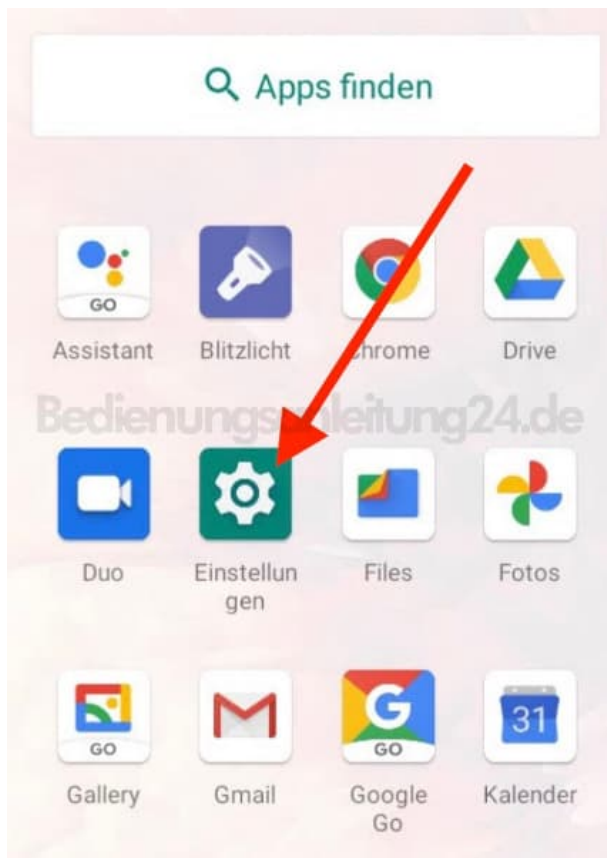 Apps finden
GO
Assistant
Blitzlicht
Chrome
Drive
Bedienungsanleitung24.de
Duo
Einstellun
gen
Files
Fotos
GO
Gallery
Gmail
G
GO
Google
Go
31
Kalender